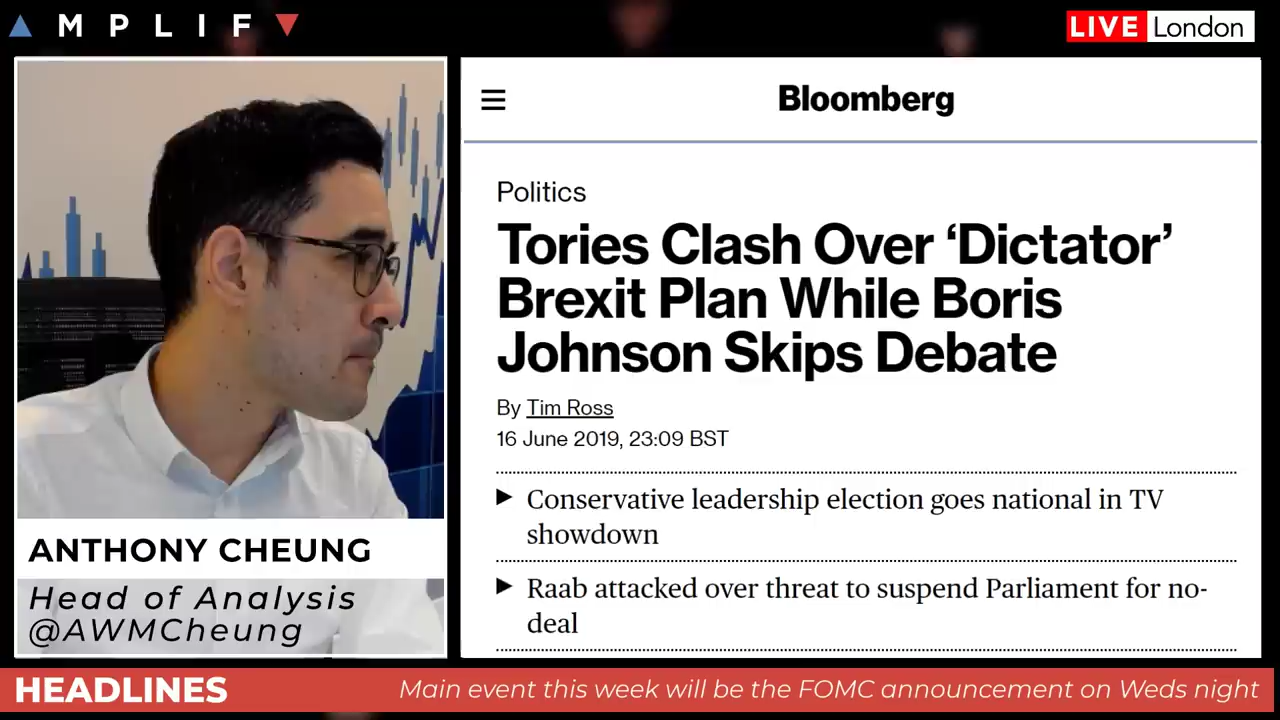 ▲ M P L I F ▼
LIVE London
Bloomberg
Politics
Tories Clash Over ‘Dictator’
Brexit Plan While Boris
Johnson Skips Debate
By Tim Ross
16 June 2019, 23:09 BST
▶ Conservative leadership election goes national in TV
showdown
▶ Raab attacked over threat to suspend Parliament for no-
deal
ANTHONY CHEUNG
Head of Analysis
@AWMCheung
HEADLINES
Main event this week will be the FOMC announcement on Weds night